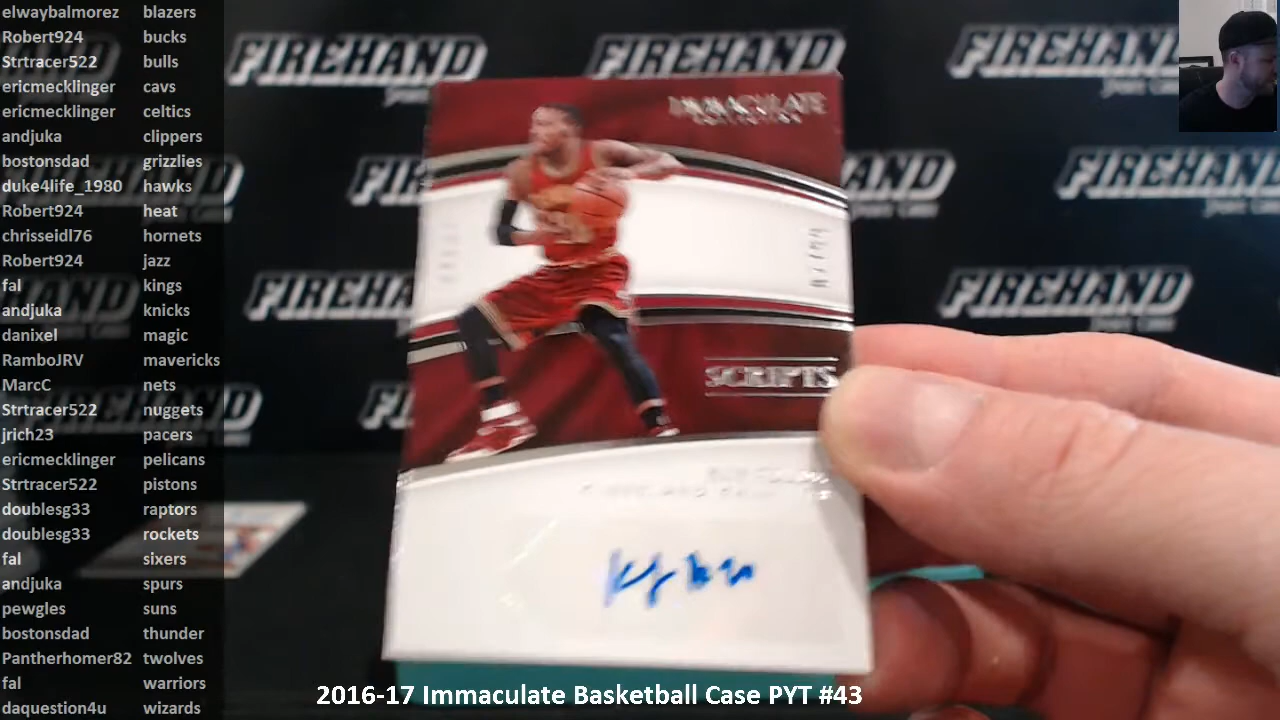 elwaybalmorez blazers
Robert924 bucks
Strtracer522 bulls
ericmecklinger cavs
ericmecklinger celtics
andjuka clippers
bostonsdad grizzlies
duke4life_1980 hawks
Robert924 heat
chrisseidl76 hornets
Robert924 jazz
fal kings
andjuka knicks
danixel magic
RamboJRV mavericks
MarcC nets
Strtracer522 nuggets
jrich23 pacers
ericmecklinger pelicans
Strtracer522 pistons
doublesg33 raptors
doublesg33 rockets
fal sixers
andjuka spurs
pewgles suns
bostonsdad thunder
Pantherhomer82 twolves
fal warriors
daquestion4u wizards
FIREHAND FIREHAND FIREHAND
IMMACULATE
COLLECTION
SCRIPTS
FIREHAND
2016-17 Immaculate Basketball Case PYT #43